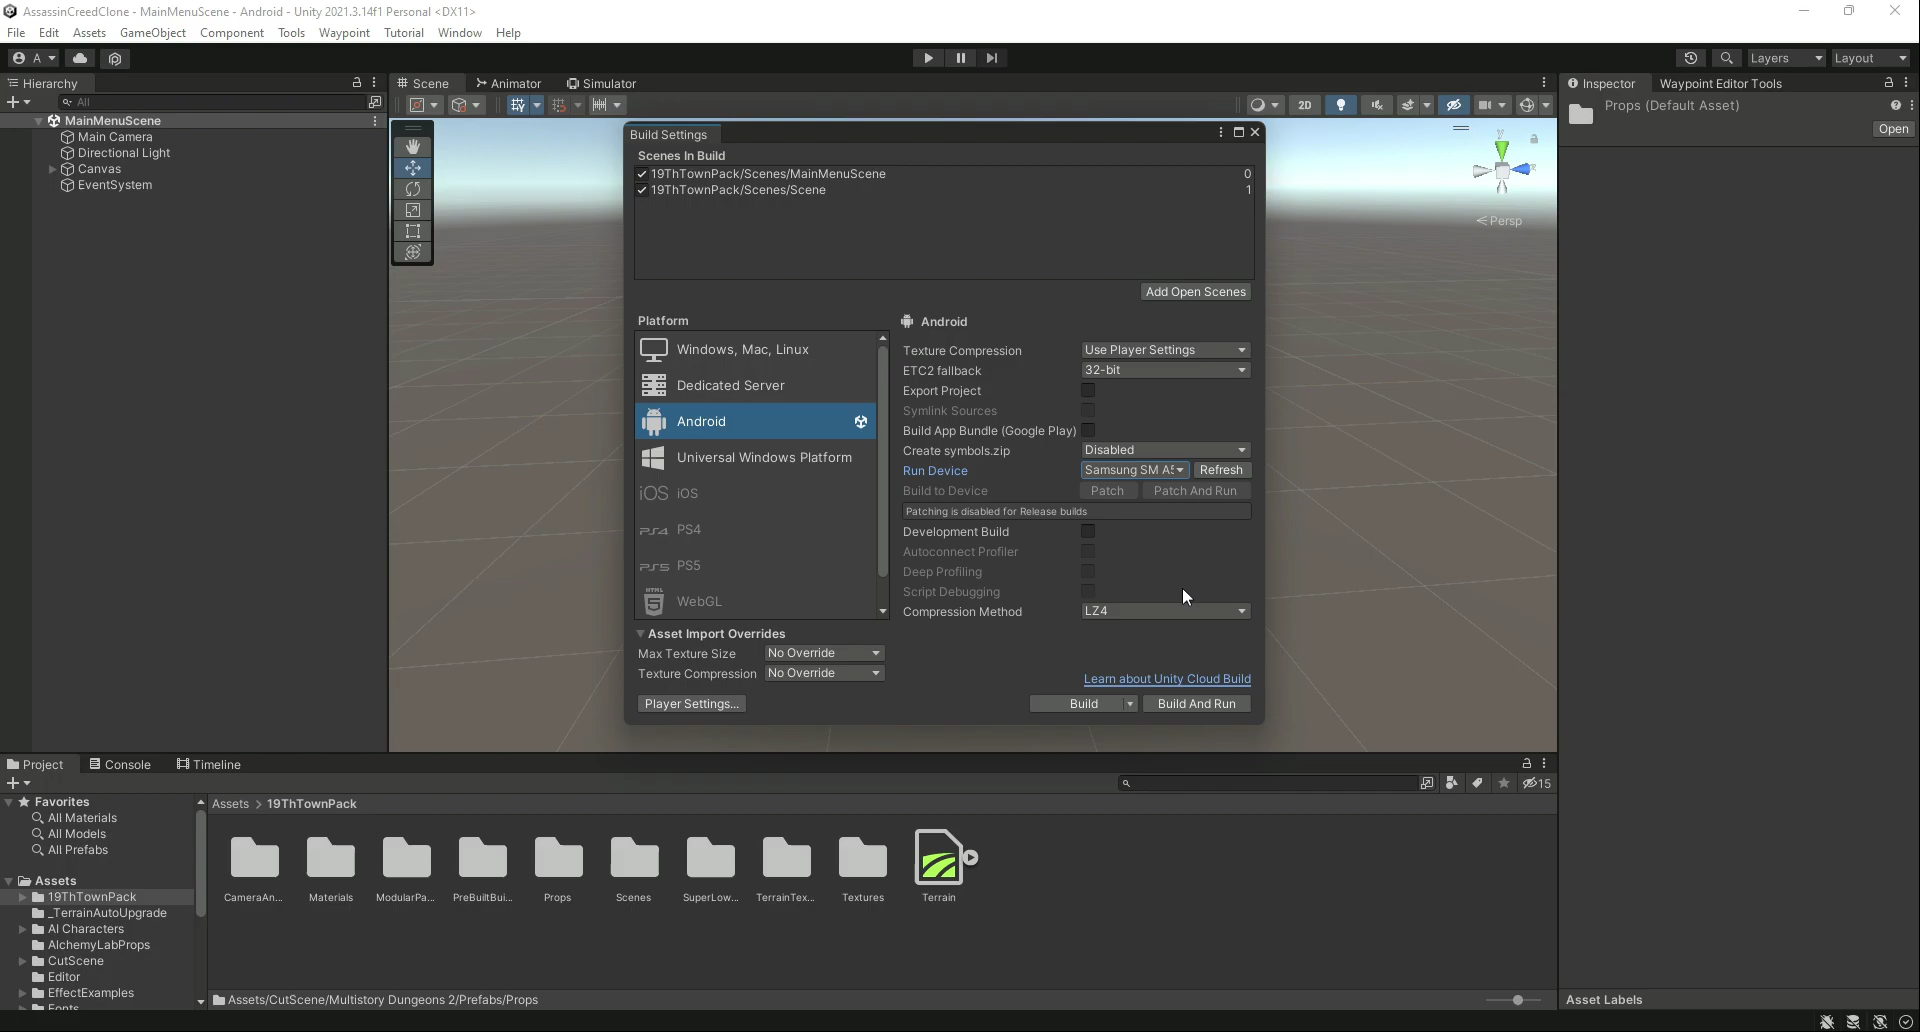 AssassinCreedClone - MainMenuScene - Android - Unity 2021.3.14f1 Personal <DX11>
File Edit Assets GameObject Component Tools Jobs Waypoint Tutorial Window Help
A
Layers
Layout
Hierarchy
All
MainMenuScene
Main Camera
Directional Light
Canvas
EventSystem
Scene
Animator
Simulator
2D
Persp
y
Build Settings
Scenes In Build
19ThTownPack/Scenes/MainMenuScene 0
19ThTownPack/Scenes/Scene 1
Add Open Scenes
Platform
Windows, Mac, Linux
Dedicated Server
Android
Universal Windows Platform
iOS iOS
PS4 PS4
PS5 PS5
HTML 5 WebGL
Android
Texture Compression Use Player Settings
ETC2 fallback 32-bit
Export Project
Symlink Sources
Build App Bundle (Google Play)
Create symbols.zip Disabled
Run Device Samsung SM A5 Refresh
Build to Device Patch Patch And Run
Patching is disabled for Release builds
Development Build
Autoconnect Profiler
Deep Profiling
Script Debugging
Compression Method LZ4
Asset Import Overrides
Max Texture Size No Override
Texture Compression No Override
Learn about Unity Cloud Build
Player Settings...
Build
Build And Run
Inspector
Waypoint Editor Tools
Props (Default Asset)
Open
Asset Labels
Project
Console
Timeline
15
Favorites
All Materials
All Models
All Prefabs
Assets
19ThTownPack
_TerrainAutoUpgrade
AI Characters
AlchemyLabProps
CutScene
Editor
EffectExamples
Fonts
Assets > 19ThTownPack
CameraAn... Materials ModularPa... PreBuiltBui... Props Scenes SuperLow... TerrainTex... Textures Terrain
Assets/CutScene/Multistory Dungeons 2/Prefabs/Props